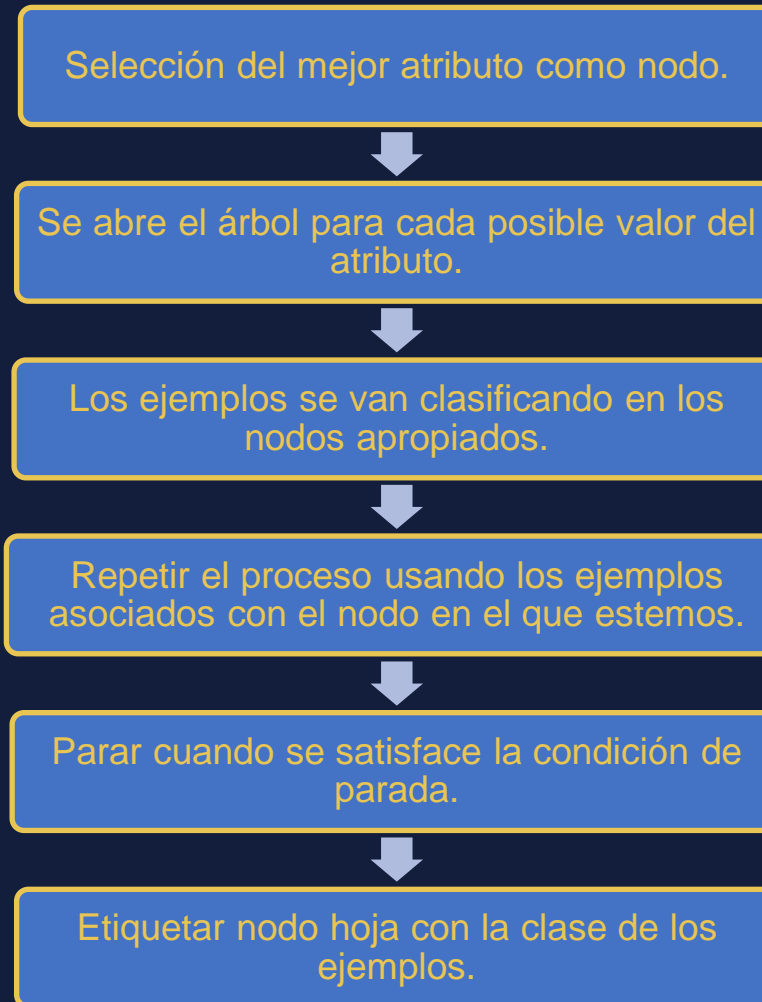 Selección del mejor atributo como nodo.
Se abre el árbol para cada posible valor del
atributo.
Los ejemplos se van clasificando en los
nodos apropiados.
Repetir el proceso usando los ejemplos
asociados con el nodo en el que estemos.
Parar cuando se satisface la condición de
parada.
Etiquetar nodo hoja con la clase de los
ejemplos.